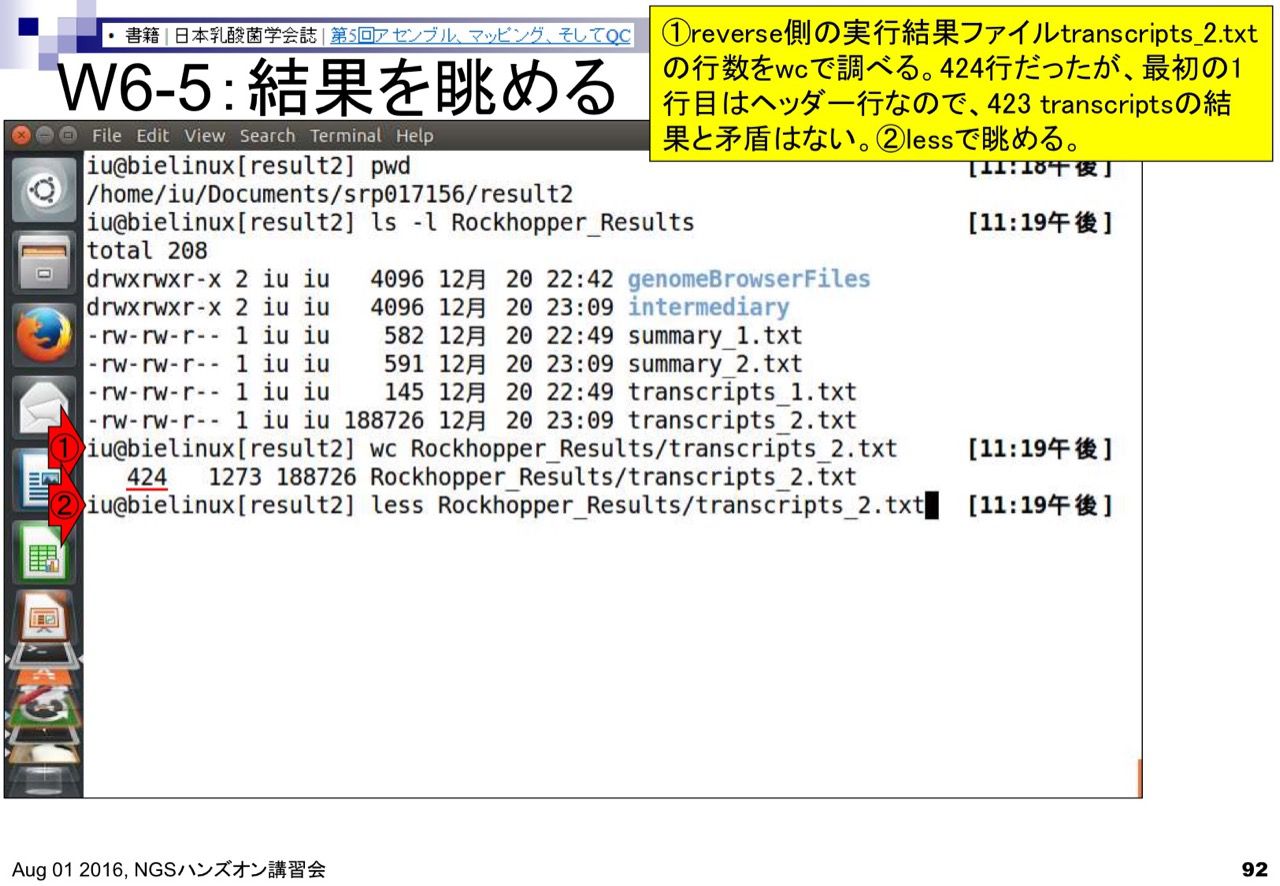 ・ 書籍 | 日本乳酸菌学会誌 | 第5回アセンブル、マッピング、そしてQC
W6-5：結果を眺める
①reverse側の実行結果ファイルtranscripts_2.txt
の行数をwcで調べる。424行だったが、最初の1
行目はヘッダー行なので、423 transcriptsの結
果と矛盾はない。②lessで眺める。
File Edit View Search Terminal Help
iu@bielinux[result2] pwd [11:18午後]
/home/iu/Documents/srp017156/result2
iu@bielinux[result2] ls -l Rockhopper_Results [11:19午後]
total 208
drwxrwxr-x 2 iu iu 4096 12月 20 22:42 genomeBrowserFiles
drwxrwxr-x 2 iu iu 4096 12月 20 23:09 intermediary
-rw-rw-r-- 1 iu iu 582 12月 20 22:49 summary_1.txt
-rw-rw-r-- 1 iu iu 591 12月 20 23:09 summary_2.txt
-rw-rw-r-- 1 iu iu 145 12月 20 22:49 transcripts_1.txt
-rw-rw-r-- 1 iu iu 188726 12月 20 23:09 transcripts_2.txt
① iu@bielinux[result2] wc Rockhopper_Results/transcripts_2.txt [11:19午後]
424 1273 188726 Rockhopper_Results/transcripts_2.txt
② iu@bielinux[result2] less Rockhopper_Results/transcripts_2.txt [11:19午後]
Aug 01 2016, NGSハンズオン講習会
92